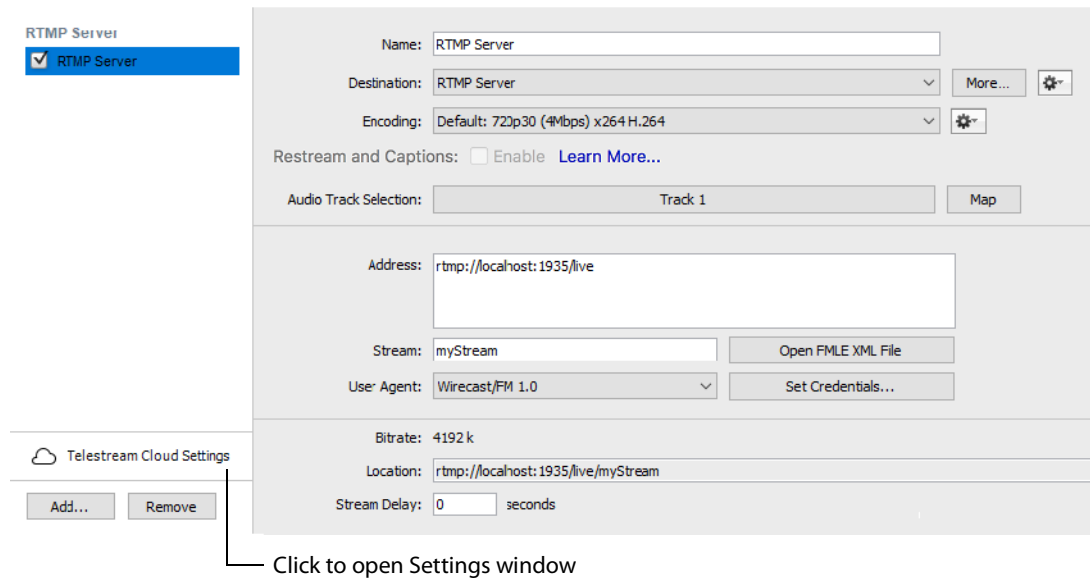 RTMP Server
RTMP Server
Name: RTMP Server
Destination: RTMP Server More...
Encoding: Default: 720p30 (4Mbps) x264 H.264
Restream and Captions: Enable Learn More...
Audio Track Selection: Track 1 Map
Address: rtmp://localhost:1935/live
Stream: myStream Open FMLE XML File
User Agent: Wirecast/FM 1.0 Set Credentials...
Bitrate: 4192 k
Telestream Cloud Settings
Location: rtmp://localhost:1935/live/myStream
Stream Delay: 0 seconds
Add... Remove
Click to open Settings window